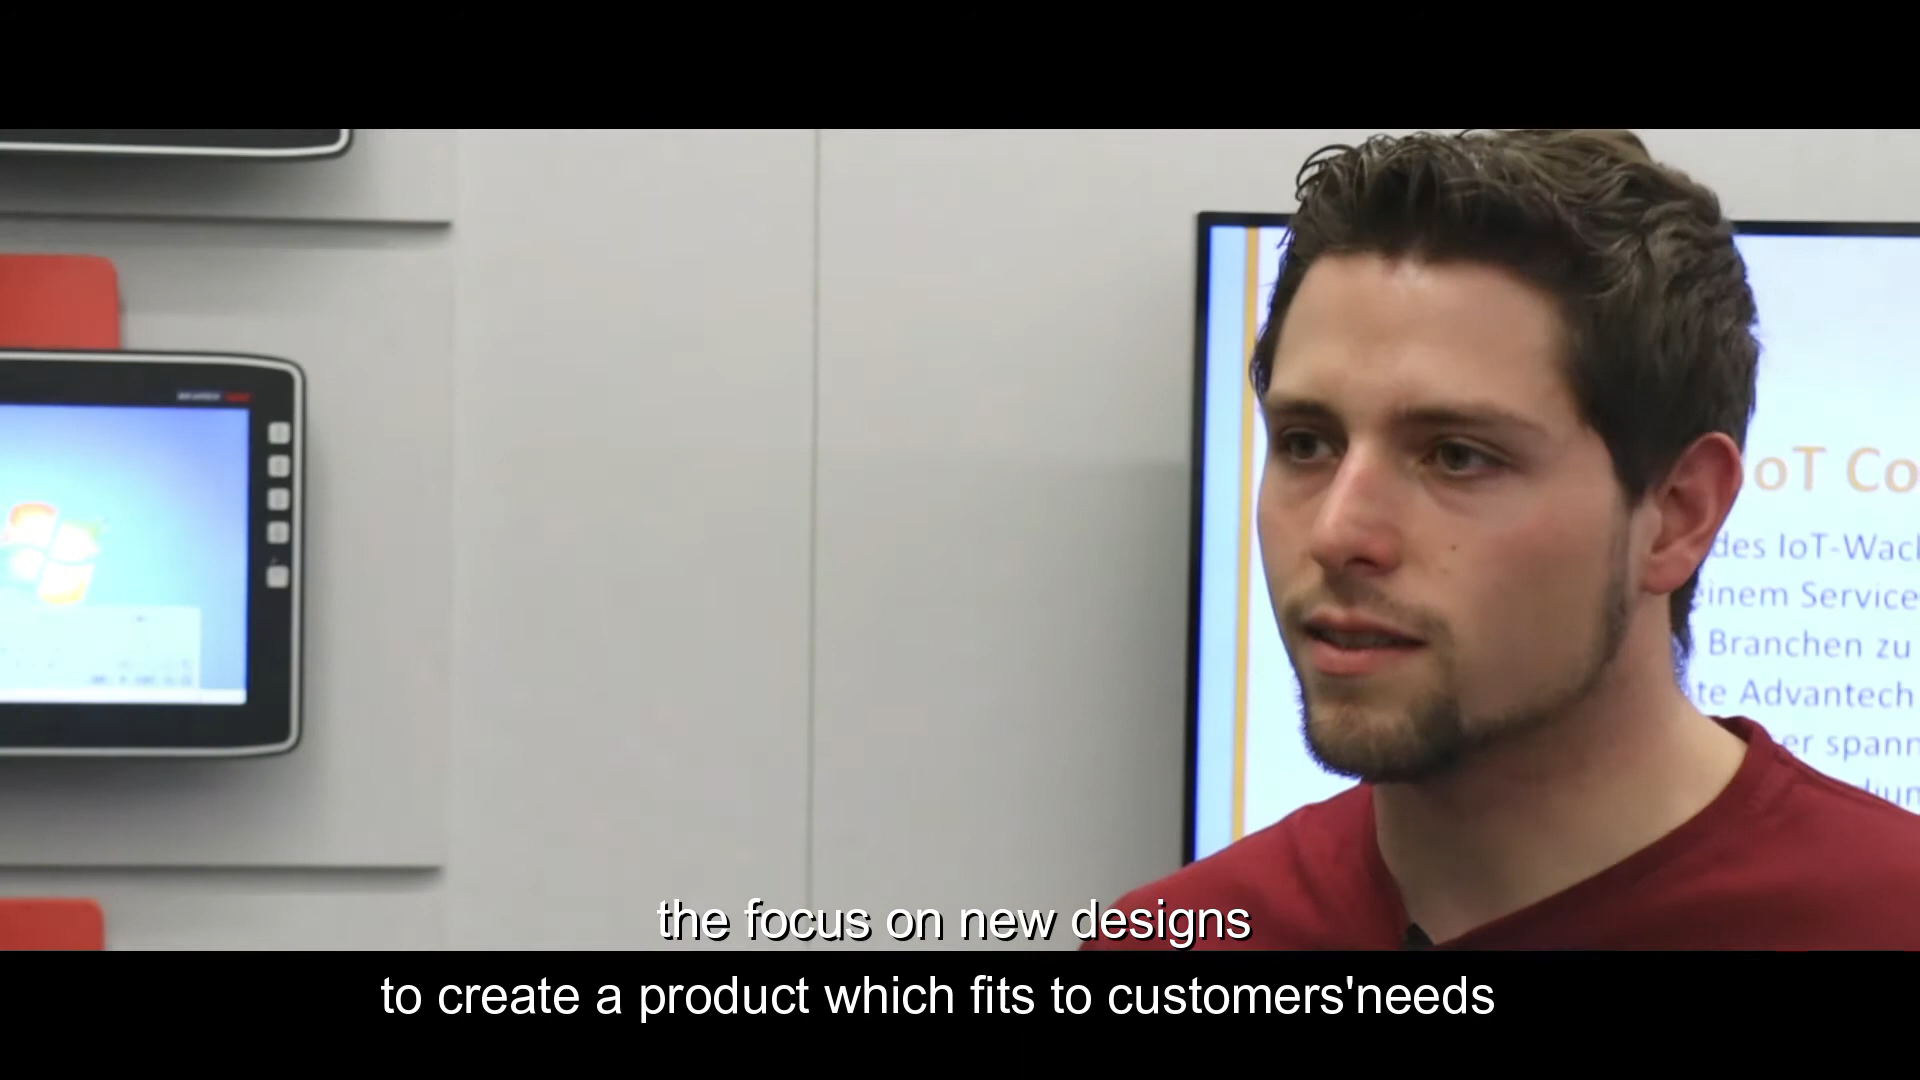 oT Co
des IoT-Wach
einem Service
Branchen zu
te Advantech
er spann
the focus on new designs
to create a product which fits to customers'needs